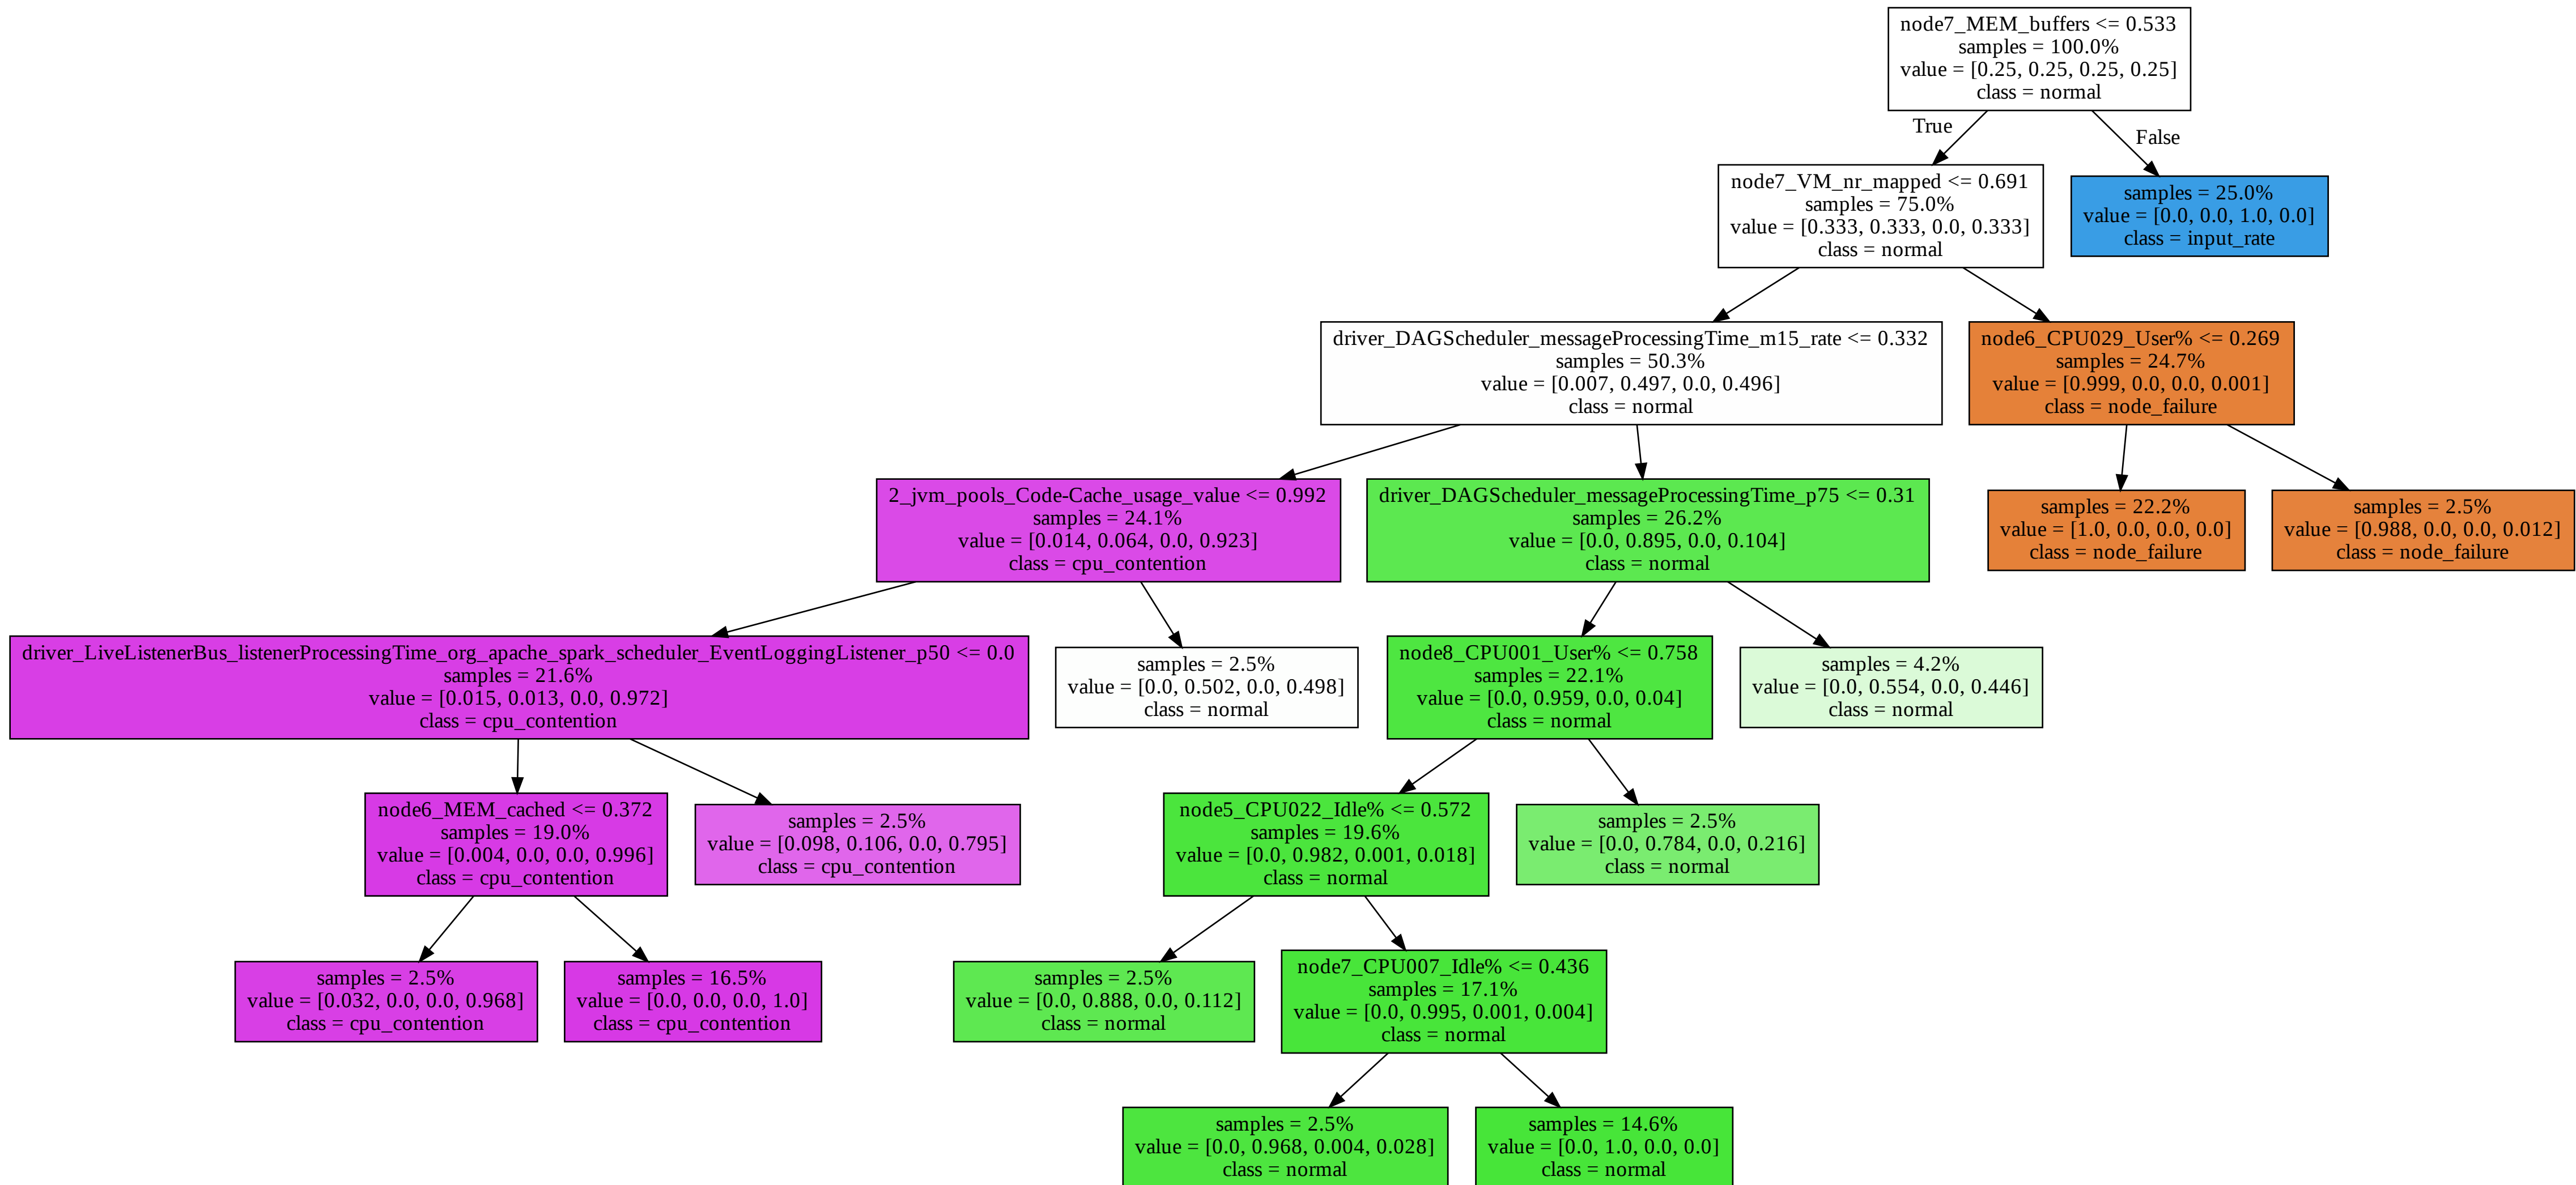 node7_MEM_buffers <= 0.533
samples = 100.0%
value = [0.25, 0.25, 0.25, 0.25]
class = normal
True
False
node7_VM_nr_mapped <= 0.691
samples = 75.0%
value = [0.333, 0.333, 0.0, 0.333]
class = normal
samples = 25.0%
value = [0.0, 0.0, 1.0, 0.0]
class = input_rate
driver_DAGScheduler_messageProcessingTime_m15_rate <= 0.332
samples = 50.3%
value = [0.007, 0.497, 0.0, 0.496]
class = normal
node6_CPU029_User% <= 0.269
samples = 24.7%
value = [0.999, 0.0, 0.0, 0.001]
class = node_failure
2_jvm_pools_Code-Cache_usage_value <= 0.992
samples = 24.1%
value = [0.014, 0.064, 0.0, 0.923]
class = cpu_contention
driver_DAGScheduler_messageProcessingTime_p75 <= 0.31
samples = 26.2%
value = [0.0, 0.895, 0.0, 0.104]
class = normal
samples = 22.2%
value = [1.0, 0.0, 0.0, 0.0]
class = node_failure
samples = 2.5%
value = [0.988, 0.0, 0.0, 0.012]
class = node_failure
driver_LiveListenerBus_listenerProcessingTime_org_apache_spark_scheduler_EventLoggingListener_p50 <= 0.0
samples = 21.6%
value = [0.015, 0.013, 0.0, 0.972]
class = cpu_contention
samples = 2.5%
value = [0.0, 0.502, 0.0, 0.498]
class = normal
node8_CPU001_User% <= 0.758
samples = 22.1%
value = [0.0, 0.959, 0.0, 0.04]
class = normal
samples = 4.2%
value = [0.0, 0.554, 0.0, 0.446]
class = normal
node6_MEM_cached <= 0.372
samples = 19.0%
value = [0.004, 0.0, 0.0, 0.996]
class = cpu_contention
samples = 2.5%
value = [0.098, 0.106, 0.0, 0.795]
class = cpu_contention
node5_CPU022_Idle% <= 0.572
samples = 19.6%
value = [0.0, 0.982, 0.001, 0.018]
class = normal
samples = 2.5%
value = [0.0, 0.784, 0.0, 0.216]
class = normal
samples = 2.5%
value = [0.032, 0.0, 0.0, 0.968]
class = cpu_contention
samples = 16.5%
value = [0.0, 0.0, 0.0, 1.0]
class = cpu_contention
samples = 2.5%
value = [0.0, 0.888, 0.0, 0.112]
class = normal
node7_CPU007_Idle% <= 0.436
samples = 17.1%
value = [0.0, 0.995, 0.001, 0.004]
class = normal
samples = 2.5%
value = [0.0, 0.968, 0.004, 0.028]
class = normal
samples = 14.6%
value = [0.0, 1.0, 0.0, 0.0]
class = normal